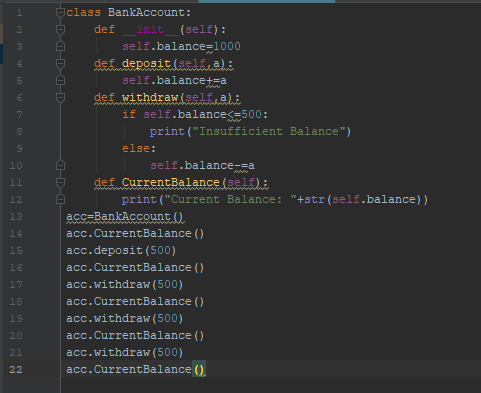 1 class BankAccount:
2     def __init__(self):
3         self.balance=1000
4     def deposit(self,a):
5         self.balance+=a
6     def withdraw(self,a):
7         if self.balance<=500:
8             print("Insufficient Balance")
9         else:
10             self.balance-=a
11     def CurrentBalance(self):
12         print("Current Balance: "+str(self.balance))
13 acc=BankAccount()
14 acc.CurrentBalance()
15 acc.deposit(500)
16 acc.CurrentBalance()
17 acc.withdraw(500)
18 acc.CurrentBalance()
19 acc.withdraw(500)
20 acc.CurrentBalance()
21 acc.withdraw(500)
22 acc.CurrentBalance()